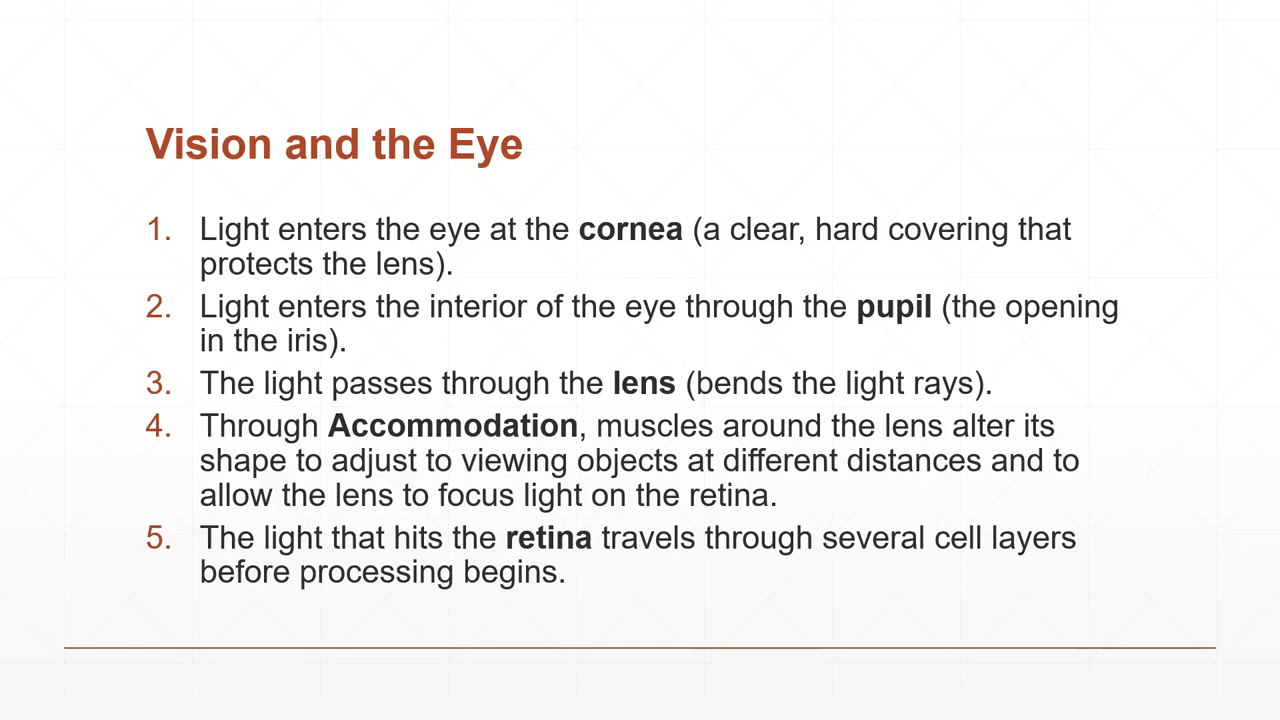 Vision and the Eye
1. Light enters the eye at the cornea (a clear, hard covering that
protects the lens).
2. Light enters the interior of the eye through the pupil (the opening
in the iris).
3. The light passes through the lens (bends the light rays).
4. Through Accommodation, muscles around the lens alter its
shape to adjust to viewing objects at different distances and to
allow the lens to focus light on the retina.
5. The light that hits the retina travels through several cell layers
before processing begins.